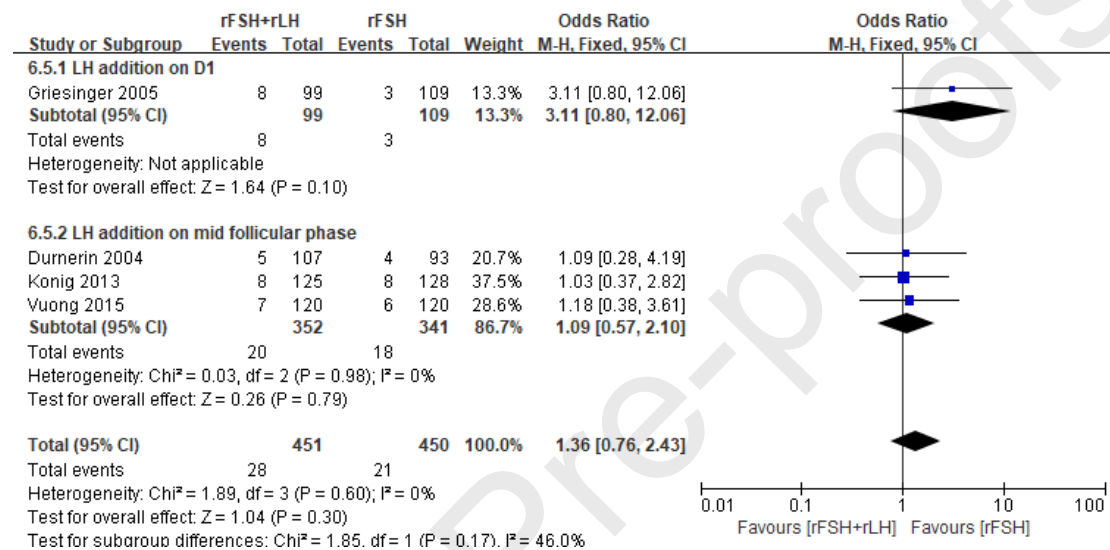 rFSH+rLH rFSH Odds Ratio Odds Ratio
Study or Subgroup Events Total Events Total Weight M-H, Fixed, 95% CI M-H, Fixed, 95% CI
6.5.1 LH addition on D1
Griesinger 2005 8 99 3 109 13.3% 3.11 [0.80, 12.06]
Subtotal (95% CI) 99 109 13.3% 3.11 [0.80, 12.06]
Total events 8 3
Heterogeneity: Not applicable
Test for overall effect: Z = 1.64 (P = 0.10)
6.5.2 LH addition on mid follicular phase
Durnerin 2004 5 107 4 93 20.7% 1.09 [0.28, 4.19]
Konig 2013 8 125 8 128 37.5% 1.03 [0.37, 2.82]
Vuong 2015 7 120 6 120 28.6% 1.18 [0.38, 3.61]
Subtotal (95% CI) 352 341 86.7% 1.09 [0.57, 2.10]
Total events 20 18
Heterogeneity: Chi² = 0.03, df = 2 (P = 0.98); I² = 0%
Test for overall effect: Z = 0.26 (P = 0.79)
Total (95% CI) 451 450 100.0% 1.36 [0.76, 2.43]
Total events 28 21
Heterogeneity: Chi² = 1.89, df = 3 (P = 0.60); I² = 0%
Test for overall effect: Z = 1.04 (P = 0.30)
Test for subgroup differences: Chi² = 1.85, df = 1 (P = 0.17), I² = 46.0%
0.01 0.1 1 10 100
Favours [rFSH+rLH] Favours [rFSH]
Pre-proofs